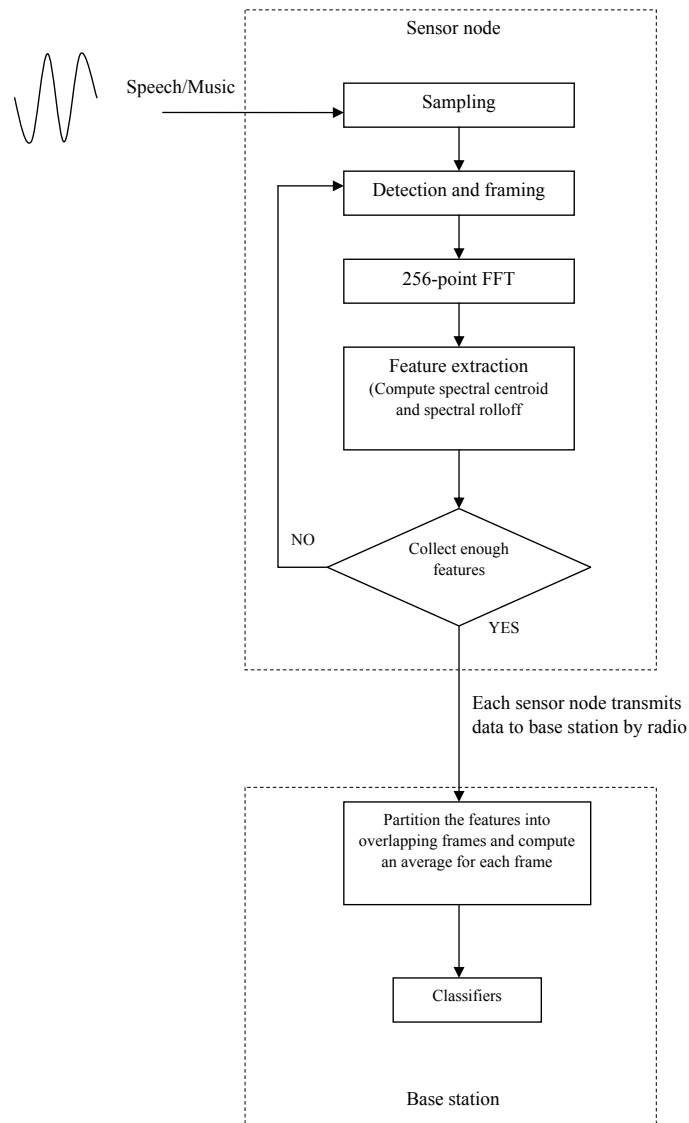 Sensor node
Speech/Music
Sampling
Detection and framing
256-point FFT
Feature extraction
(Compute spectral centroid
and spectral rolloff
NO
Collect enough
features
YES
Each sensor node transmits
data to base station by radio
Partition the features into
overlapping frames and compute
an average for each frame
Classifiers
Base station